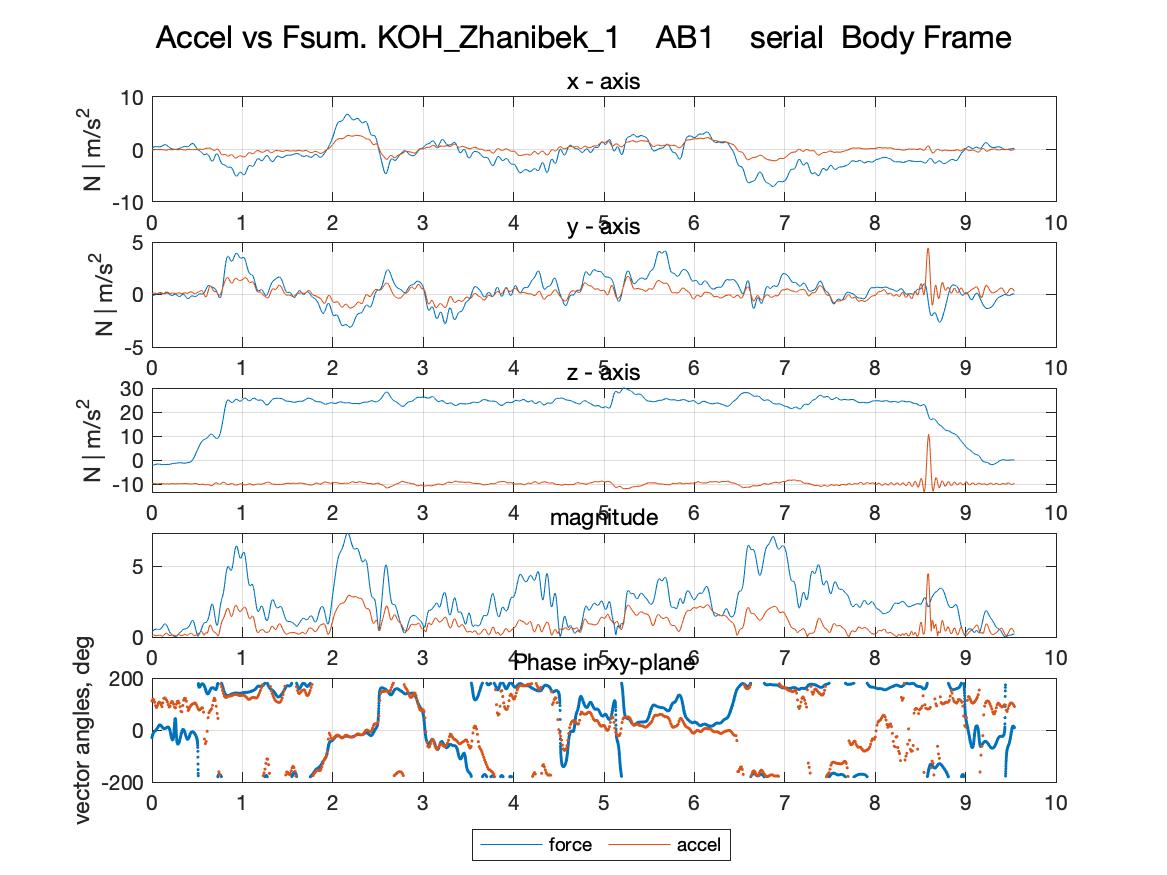 Accel vs Fsum. KOH_Zhanibek_1 AB1 serial Body Frame
x - axis
N | m/s2
10
0
-10
0 1 2 3 4 5 6 7 8 9 10
y - axis
N | m/s2
5
0
-5
0 1 2 3 4 5 6 7 8 9 10
z - axis
N | m/s2
30
20
10
0
-10
0 1 2 3 4 5 6 7 8 9 10
magnitude
5
0
0 1 2 3 4 5 6 7 8 9 10
Phase in xy-plane
vector angles, deg
200
0
-200
0 1 2 3 4 5 6 7 8 9 10
force accel